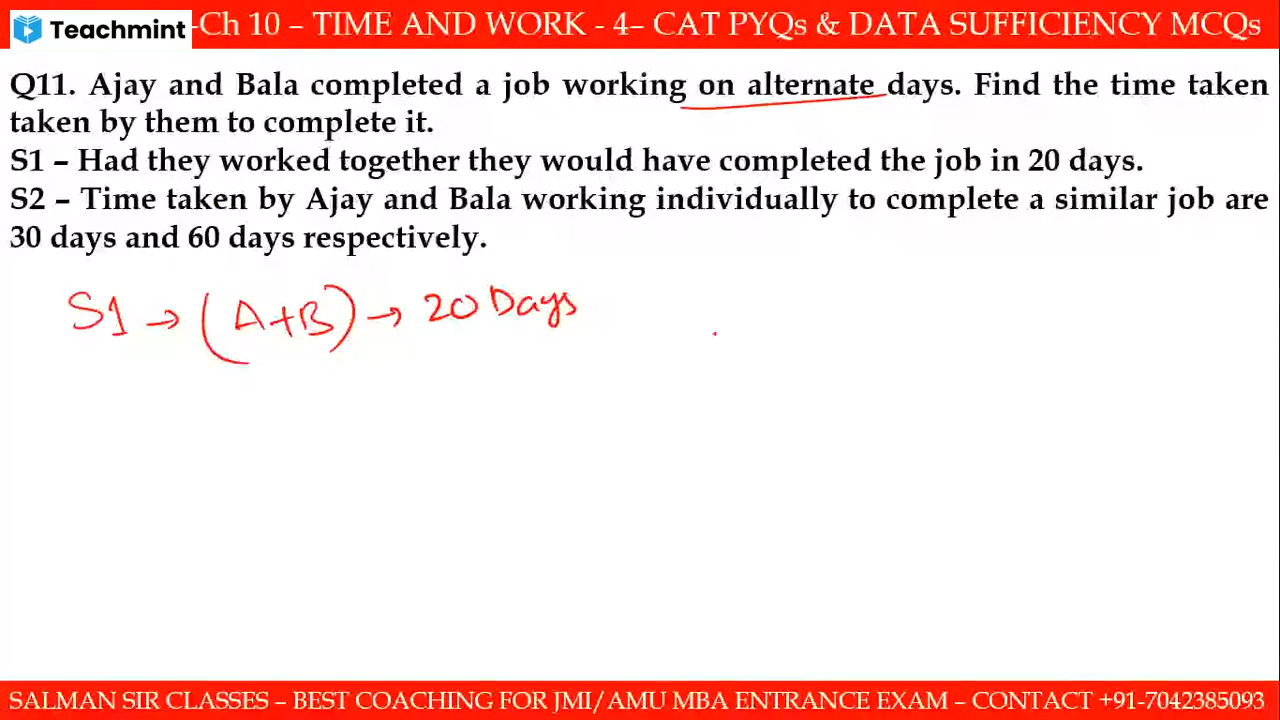 Teachmint -Ch 10 – TIME AND WORK - 4– CAT PYQs & DATA SUFFICIENCY MCQs
Q11. Ajay and Bala completed a job working on alternate days. Find the time taken
taken by them to complete it.
S1 – Had they worked together they would have completed the job in 20 days.
S2 – Time taken by Ajay and Bala working individually to complete a similar job are
30 days and 60 days respectively.
S1 → (A+B) → 20 Days
SALMAN SIR CLASSES – BEST COACHING FOR JMI/AMU MBA ENTRANCE EXAM – CONTACT +91-7042385093